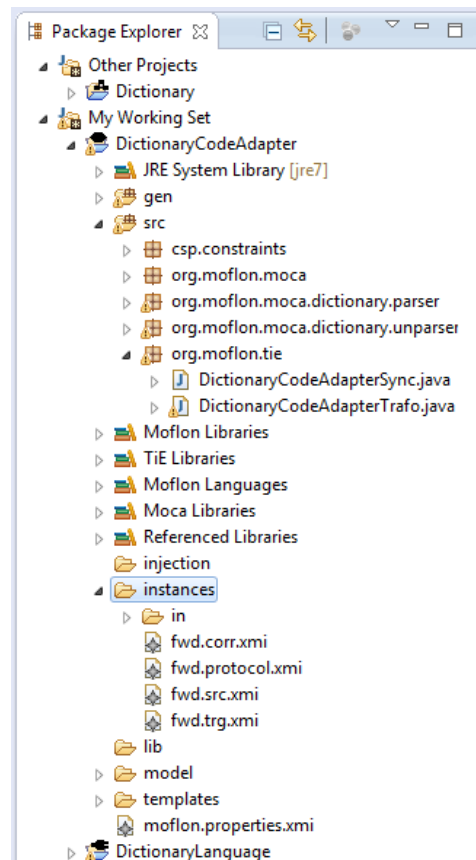 Package Explorer
Other Projects
Dictionary
My Working Set
DictionaryCodeAdapter
JRE System Library [jre7]
gen
src
csp.constraints
org.moflon.moca
org.moflon.moca.dictionary.parser
org.moflon.moca.dictionary.unparser
org.moflon.tie
DictionaryCodeAdapterSync.java
DictionaryCodeAdapterTrafo.java
Moflon Libraries
TiE Libraries
Moflon Languages
Moca Libraries
Referenced Libraries
injection
instances
in
fwd.corr.xmi
fwd.protocol.xmi
fwd.src.xmi
fwd.trg.xmi
lib
model
templates
moflon.properties.xmi
DictionaryLanguage